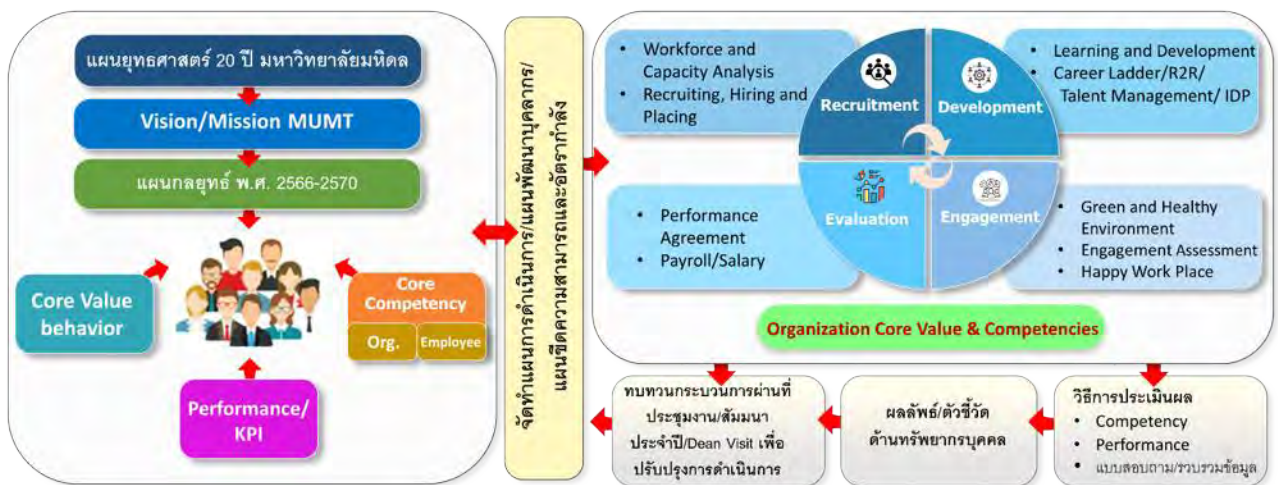 แผนยุทธศาสตร์ 20 ปี มหาวิทยาลัยมหิดล
Vision/Mission MUMT
แผนกลยุทธ์ พ.ศ. 2566-2570
Core Value
behavior
Core
Competency
Org.
Employee
Performance/
KPI
จัดทำแผนการดำเนินการ/แผนพัฒนาบุคลากร/
แผนขีดความสามารถและอัตรากำลัง
• Workforce and
Capacity Analysis
• Recruiting, Hiring and
Placing
Recruitment
Development
• Learning and Development
• Career Ladder/R2R/
Talent Management/ IDP
• Performance
Agreement
• Payroll/Salary
Evaluation
Engagement
• Green and Healthy
Environment
• Engagement Assessment
• Happy Work Place
Organization Core Value & Competencies
ทบทวนกระบวนการผ่านที่
ประชุมงาน/สัมมนา
ประจำปี/Dean Visit เพื่อ
ปรับปรุงการดำเนินการ
ผลลัพธ์/ตัวชี้วัด
ด้านทรัพยากรบุคคล
วิธีการประเมินผล
• Competency
• Performance
• แบบสอบถาม/รวบรวมข้อมูล